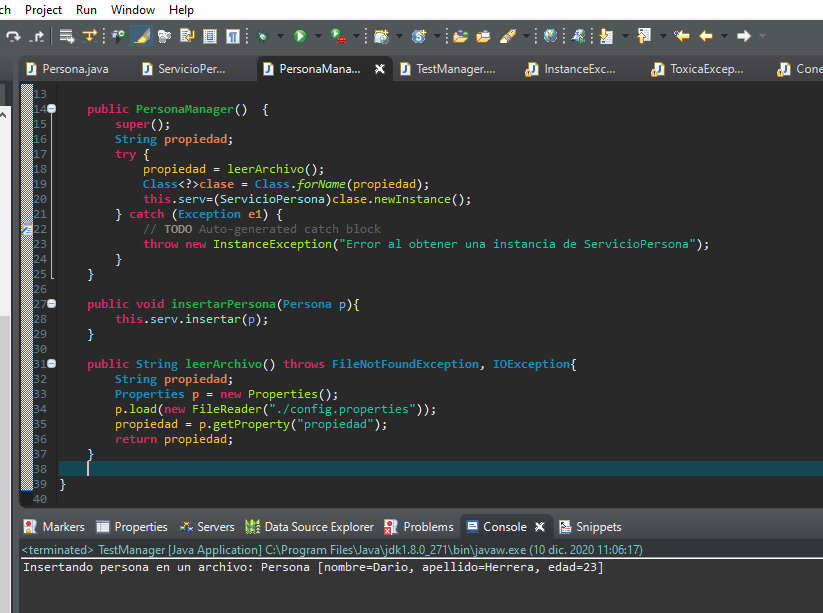 ch Project Run Window Help
Persona.java ServicioPer... PersonaMana... TestManager.... InstanceExc... ToxicaExcep... Cone
13
14 public PersonaManager() {
15 super();
16 String propiedad;
17 try {
18 propiedad = leerArchivo();
19 Class<?>clase = Class.forName(propiedad);
20 this.serv=(ServicioPersona)clase.newInstance();
21 } catch (Exception e1) {
22 // TODO Auto-generated catch block
23 throw new InstanceException("Error al obtener una instancia de ServicioPersona");
24 }
25 }
26
27 public void insertarPersona(Persona p){
28 this.serv.insertar(p);
29 }
30
31 public String leerArchivo() throws FileNotFoundException, IOException{
32 String propiedad;
33 Properties p = new Properties();
34 p.load(new FileReader("./config.properties"));
35 propiedad = p.getProperty("propiedad");
36 return propiedad;
37 }
38
39 }
40
Markers Properties Servers Data Source Explorer Problems Console Snippets
<terminated> TestManager [Java Application] C:\Program Files\Java\jdk1.8.0_271\bin\javaw.exe (10 dic. 2020 11:06:17)
Insertando persona en un archivo: Persona [nombre=Dario, apellido=Herrera, edad=23]